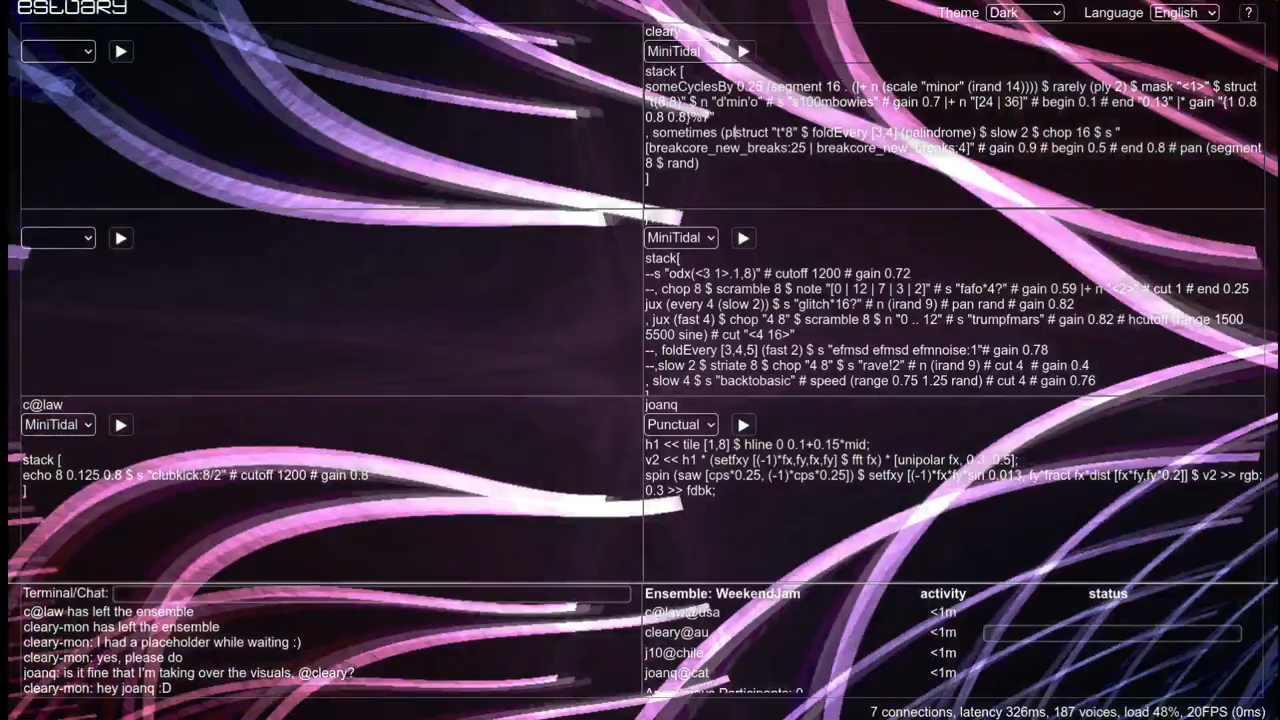 estuary
Theme Dark Language English ?
cleary
MiniTidal
stack [
someCyclesBy 0.25 (segment 16 . (|+ n (scale "minor" (irand 14)))) $ rarely (ply 2) $ mask "<1>" $ struct
"t(8,8)" $ n "d'min'o" # s "s100mbowies" # gain 0.7 |+ n "[24 | 36]" # begin 0.1 # end "0.13" |* gain "{1 0.8
0.8 0.8}%7"
, sometimes (plstruct "t*8" $ foldEvery [3,4] (palindrome) $ slow 2 $ chop 16 $ s "
[breakcore_new_breaks:25 | breakcore_new_breaks:4]" # gain 0.9 # begin 0.5 # end 0.8 # pan (segment
8 $ rand)
]
MiniTidal
stack[
--s "odx(<3 1>.1,8)" # cutoff 1200 # gain 0.72
--, chop 8 $ scramble 8 $ note "[0 | 12 | 7 | 3 | 2]" # s "fafo*4?" # gain 0.59 |+ n "<2>" # cut 1 # end 0.25
jux (every 4 (slow 2)) $ s "glitch*16?" # n (irand 9) # pan rand # gain 0.82
, jux (fast 4) $ chop "4 8" $ scramble 8 $ n "0 .. 12" # s "trumpfmars" # gain 0.82 # hcutoff (range 1500
5500 sine) # cut "<4 16>"
--, foldEvery [3,4,5] (fast 2) $ s "efmsd efmsd efmnoise:1"# gain 0.78
--,slow 2 $ striate 8 $ chop "4 8" $ s "rave!2" # n (irand 9) # cut 4 # gain 0.4
, slow 4 $ s "backtobasic" # speed (range 0.75 1.25 rand) # cut 4 # gain 0.76
c@law
MiniTidal
stack [
echo 8 0.125 0.8 $ s "clubkick:8/2" # cutoff 1200 # gain 0.8
]
joanq
Punctual
h1 << tile [1,8] $ hline 0 0.1+0.15*mid;
v2 << h1 * (setfxy [(-1)*fx,fy,fx,fy] $ fft fx) * [unipolar fx, 0.3, 0.5];
spin (saw [cps*0.25, (-1)*cps*0.25]) $ setfxy [(-1)*fx*fy*sin 0.013, fy*fract fx*dist [fx*fy,fy*0.2]] $ v2 >> rgb;
0.3 >> fdbk;
Terminal/Chat:
c@law has left the ensemble
cleary-mon has left the ensemble
cleary-mon: I had a placeholder while waiting :)
cleary-mon: yes, please do
joanq: is it fine that I'm taking over the visuals, @cleary?
cleary-mon: hey joanq :D
Ensemble: WeekendJam activity status
c@law@usa <1m
cleary@au <1m
j10@chile <1m
joanq@cat <1m
Anonymous Participants: 0
7 connections, latency 326ms, 187 voices, load 48%, 20FPS (0ms)